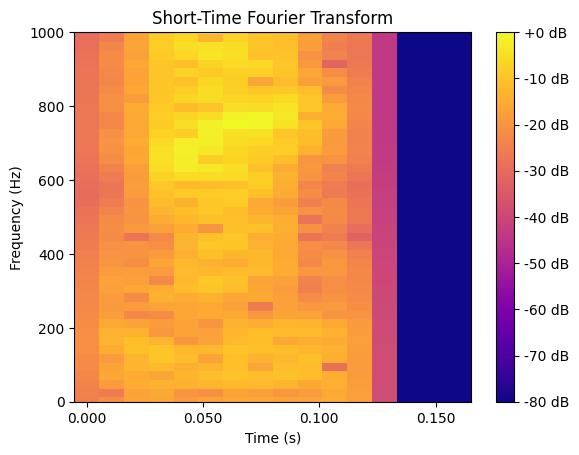 Short-Time Fourier Transform
1000
800
600
400
200
0
Frequency (Hz)
0.000
0.050
0.100
0.150
Time (s)
+0 dB
-10 dB
-20 dB
-30 dB
-40 dB
-50 dB
-60 dB
-70 dB
-80 dB